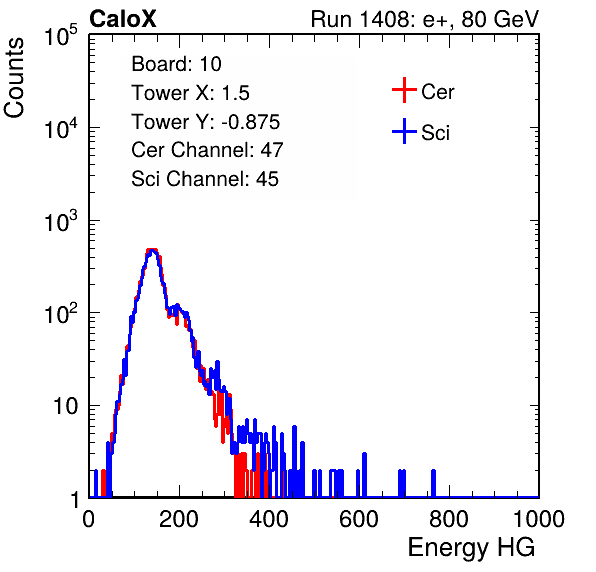 CaloX Run 1408: e+, 80 GeV
Board: 10
Tower X: 1.5
Tower Y: -0.875
Cer Channel: 47
Sci Channel: 45
Cer
Sci
Counts
10^5
10^4
10^3
10^2
10
1
0 200 400 600 800 1000
Energy HG